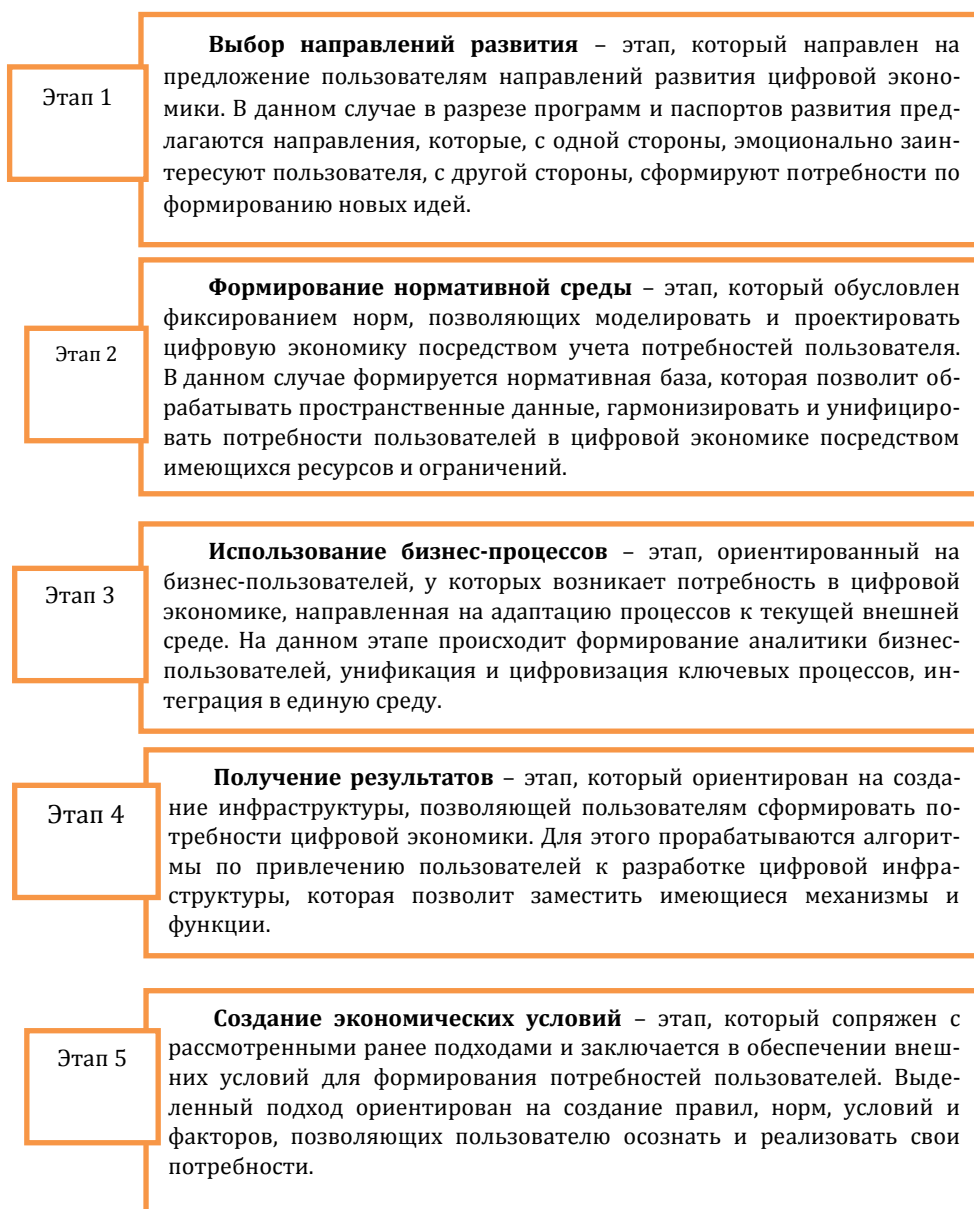 Этап 1
Выбор направлений развития – этап, который направлен на
предложение пользователям направлений развития цифровой эконо-
мики. В данном случае в разрезе программ и паспортов развития пред-
лагаются направления, которые, с одной стороны, эмоционально заин-
тересуют пользователя, с другой стороны, сформируют потребности по
формированию новых идей.
Этап 2
Формирование нормативной среды – этап, который обусловлен
фиксированием норм, позволяющих моделировать и проектировать
цифровую экономику посредством учета потребностей пользователя.
В данном случае формируется нормативная база, которая позволит об-
рабатывать пространственные данные, гармонизировать и унифициро-
вать потребности пользователей в цифровой экономике посредством
имеющихся ресурсов и ограничений.
Этап 3
Использование бизнес-процессов – этап, ориентированный на
бизнес-пользователей, у которых возникает потребность в цифровой
экономике, направленная на адаптацию процессов к текущей внешней
среде. На данном этапе происходит формирование аналитики бизнес-
пользователей, унификация и цифровизация ключевых процессов, ин-
теграция в единую среду.
Этап 4
Получение результатов – этап, который ориентирован на созда-
ние инфраструктуры, позволяющей пользователям сформировать по-
требности цифровой экономики. Для этого прорабатываются алгорит-
мы по привлечению пользователей к разработке цифровой инфра-
структуры, которая позволит заместить имеющиеся механизмы и
функции.
Этап 5
Создание экономических условий – этап, который сопряжен с
рассмотренными ранее подходами и заключается в обеспечении внеш-
них условий для формирования потребностей пользователей. Выде-
ленный подход ориентирован на создание правил, норм, условий и
факторов, позволяющих пользователю осознать и реализовать свои
потребности.